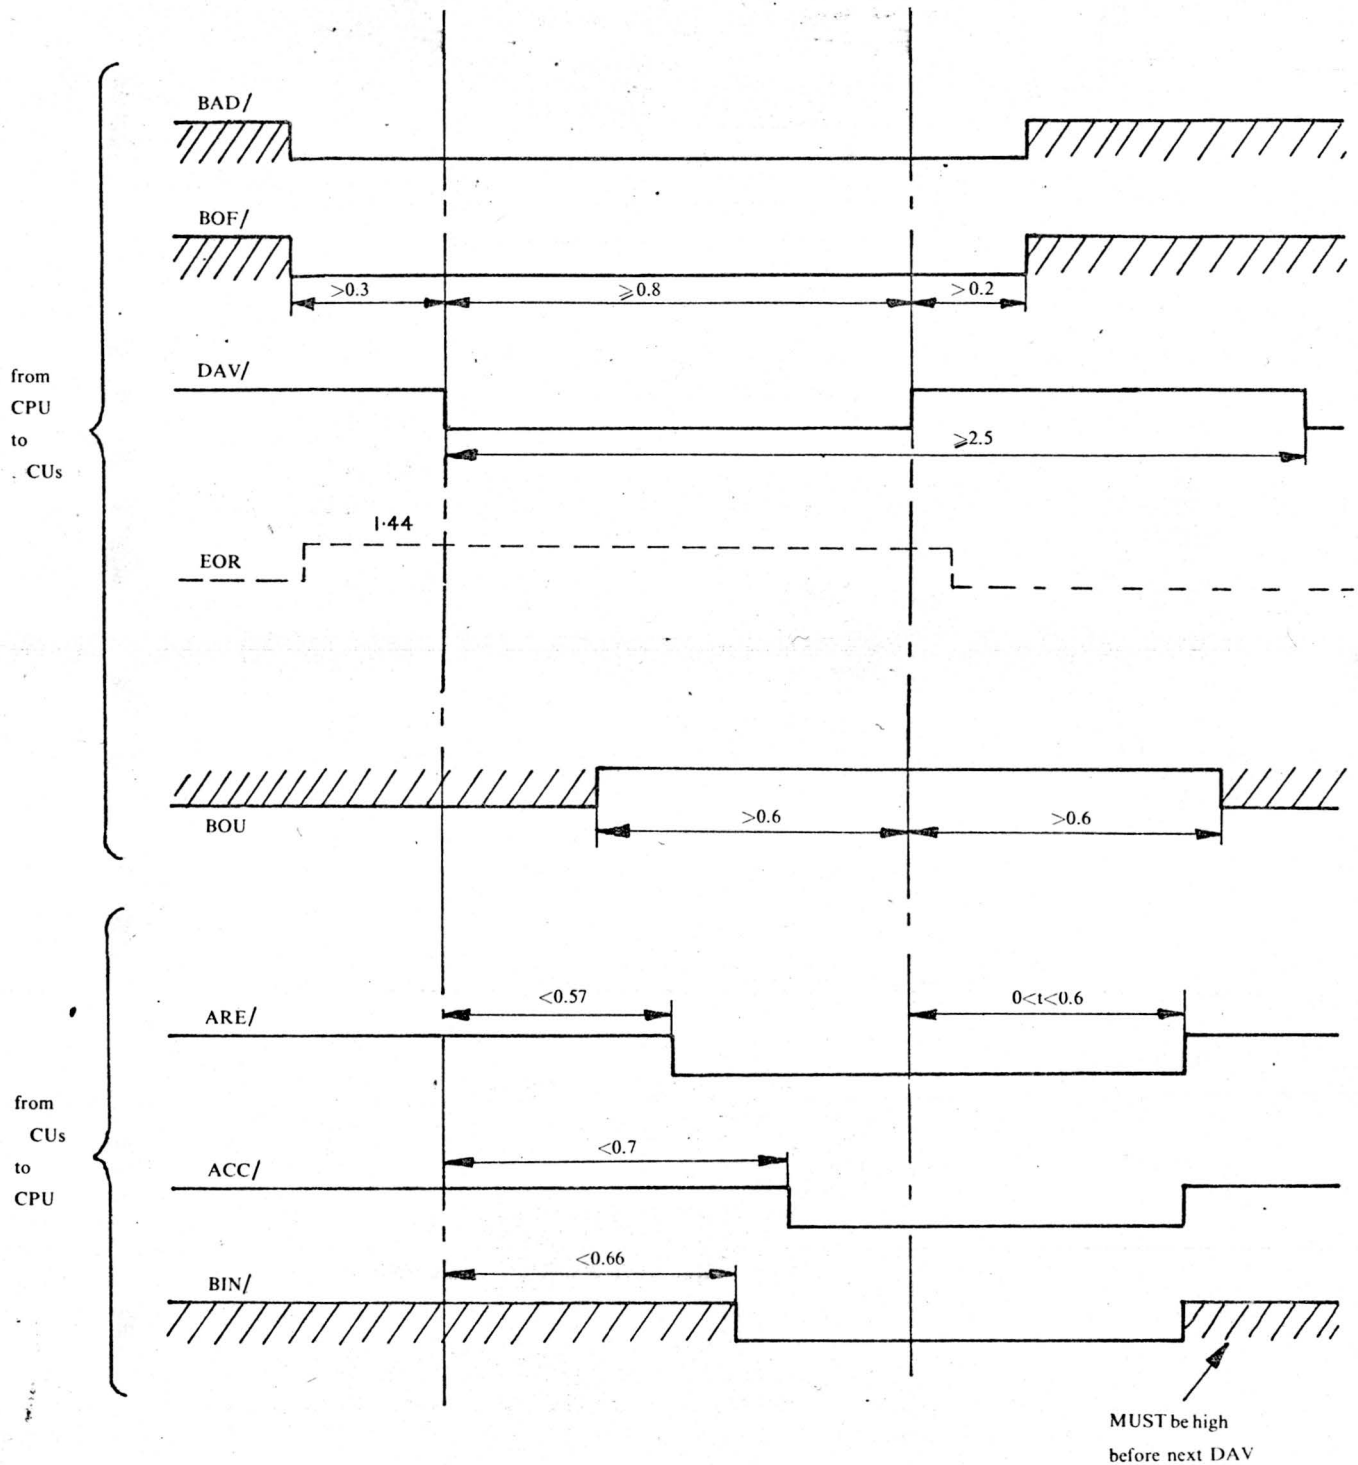 BAD/
BOF/
>0.3
⩾0.8
>0.2
DAV/
from
CPU
to
CUs
⩾2.5
1·44
EOR
BOU
>0.6
>0.6
<0.57
0<t<0.6
ARE/
from
CUs
to
CPU
<0.7
ACC/
<0.66
BIN/
MUST be high
before next DAV